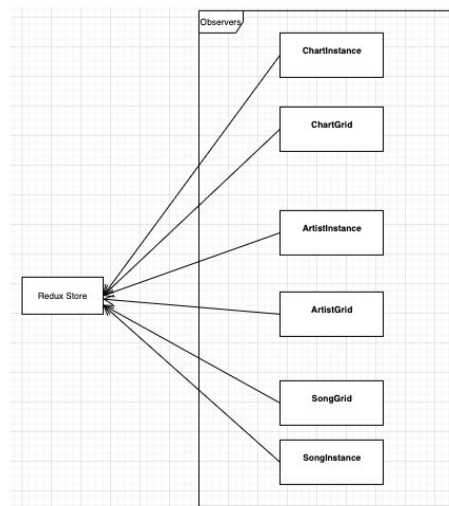 Observers
ChartInstance
ChartGrid
ArtistInstance
Redux Store
ArtistGrid
SongGrid
SongInstance